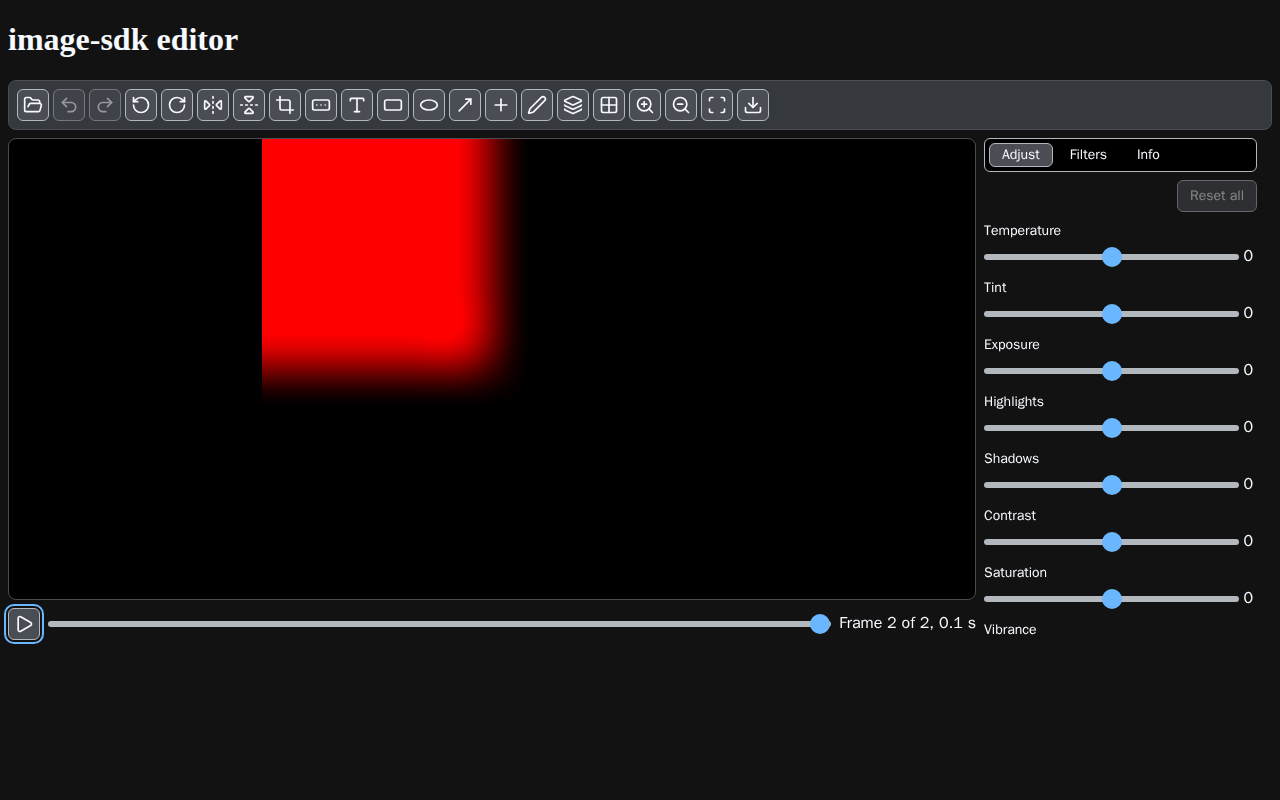 image-sdk editor
Adjust Filters Info
Reset all
Temperature
0
Tint
0
Exposure
0
Highlights
0
Shadows
0
Contrast
0
Saturation
0
Frame 2 of 2, 0.1 s
Vibrance